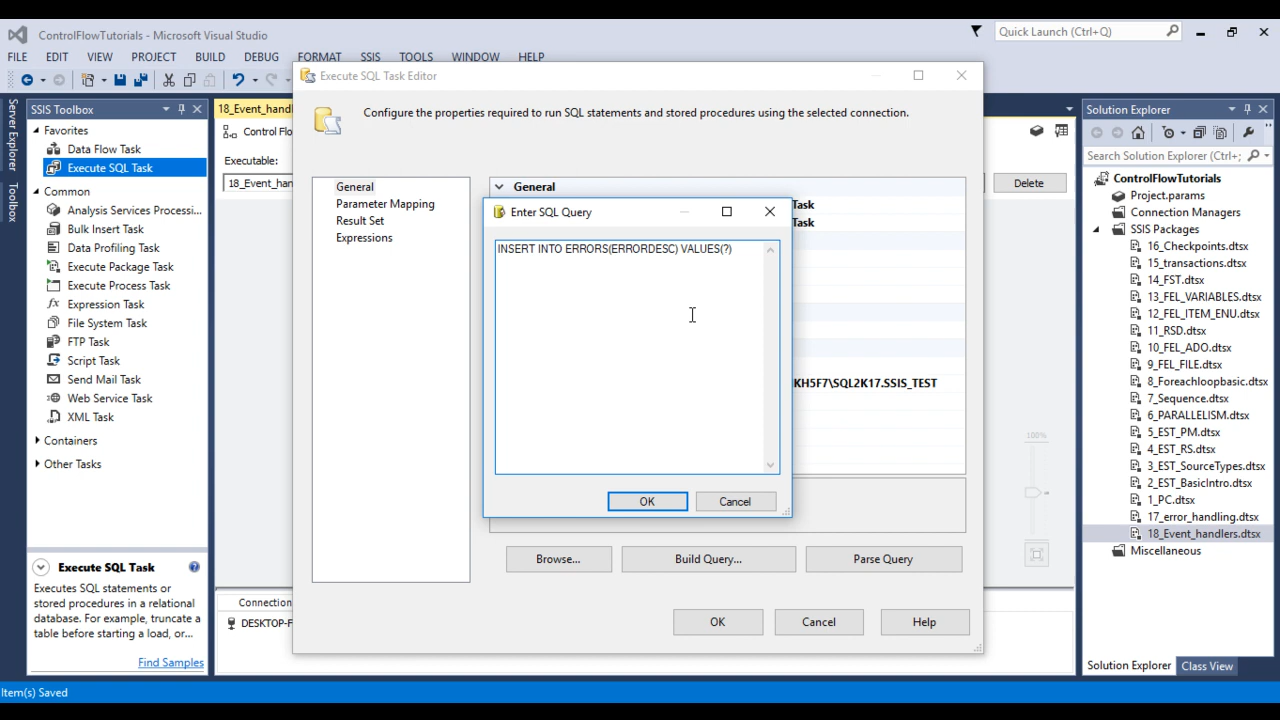 ControlFlowTutorials - Microsoft Visual Studio
Quick Launch (Ctrl+Q)
FILE EDIT VIEW PROJECT BUILD DEBUG FORMAT SSIS TOOLS WINDOW HELP
Execute SQL Task Editor
Configure the properties required to run SQL statements and stored procedures using the selected connection.
Server Explorer
Toolbox
SSIS Toolbox
Favorites
Data Flow Task
Execute SQL Task
Common
Analysis Services Processi...
Bulk Insert Task
Data Profiling Task
Execute Package Task
Execute Process Task
Expression Task
File System Task
FTP Task
Script Task
Send Mail Task
Web Service Task
XML Task
Containers
Other Tasks
Execute SQL Task
Executes SQL statements or
stored procedures in a relational
database. For example, truncate a
table before starting a load, or...
Find Samples
18_Event_handl
Control Flo
Executable:
18_Event_han
Delete
General
Parameter Mapping
Result Set
Expressions
General
Task
Task
KH5F7\SQL2K17.SSIS_TEST
Enter SQL Query
INSERT INTO ERRORS(ERRORDESC) VALUES(?)
OK
Cancel
Browse...
Build Query...
Parse Query
OK
Cancel
Help
100%
Connection
DESKTOP-F
Solution Explorer
Search Solution Explorer (Ctrl+;
ControlFlowTutorials
Project.params
Connection Managers
SSIS Packages
16_Checkpoints.dtsx
15_transactions.dtsx
14_FST.dtsx
13_FEL_VARIABLES.dtsx
12_FEL_ITEM_ENU.dtsx
11_RSD.dtsx
10_FEL_ADO.dtsx
9_FEL_FILE.dtsx
8_Foreachloopbasic.dtsx
7_Sequence.dtsx
6_PARALLELISM.dtsx
5_EST_PM.dtsx
4_EST_RS.dtsx
3_EST_SourceTypes.dtsx
2_EST_BasicIntro.dtsx
1_PC.dtsx
17_error_handling.dtsx
18_Event_handlers.dtsx
Miscellaneous
Solution Explorer
Class View
Item(s) Saved